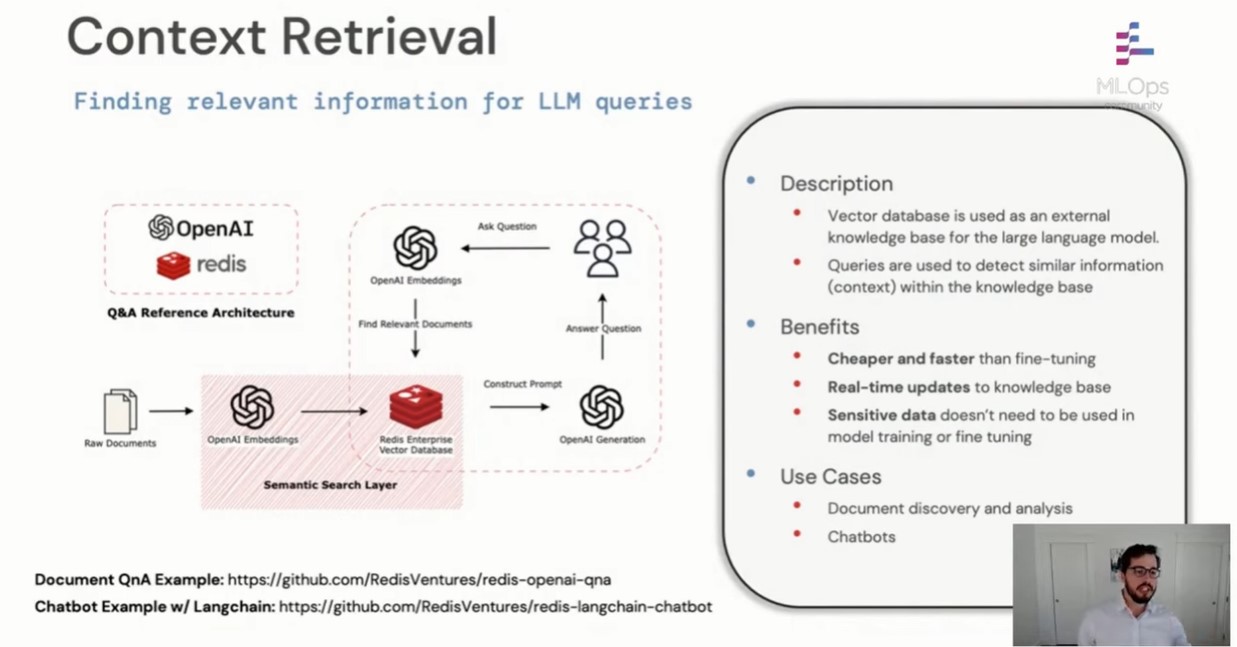 Context Retrieval
Finding relevant information for LLM queries
MLOps
community
OpenAI
redis
Q&A Reference Architecture
Ask Question
OpenAI Embeddings
Find Relevant Documents
Answer Question
Construct Prompt
Raw Documents
OpenAI Embeddings
Redis Enterprise
Vector Database
OpenAI Generation
Semantic Search Layer
Description
Vector database is used as an external
knowledge base for the large language model.
Queries are used to detect similar information
(context) within the knowledge base
Benefits
Cheaper and faster than fine-tuning
Real-time updates to knowledge base
Sensitive data doesn't need to be used in
model training or fine tuning
Use Cases
Document discovery and analysis
Chatbots
Document QnA Example: https://github.com/RedisVentures/redis-openai-qna
Chatbot Example w/ Langchain: https://github.com/RedisVentures/redis-langchain-chatbot